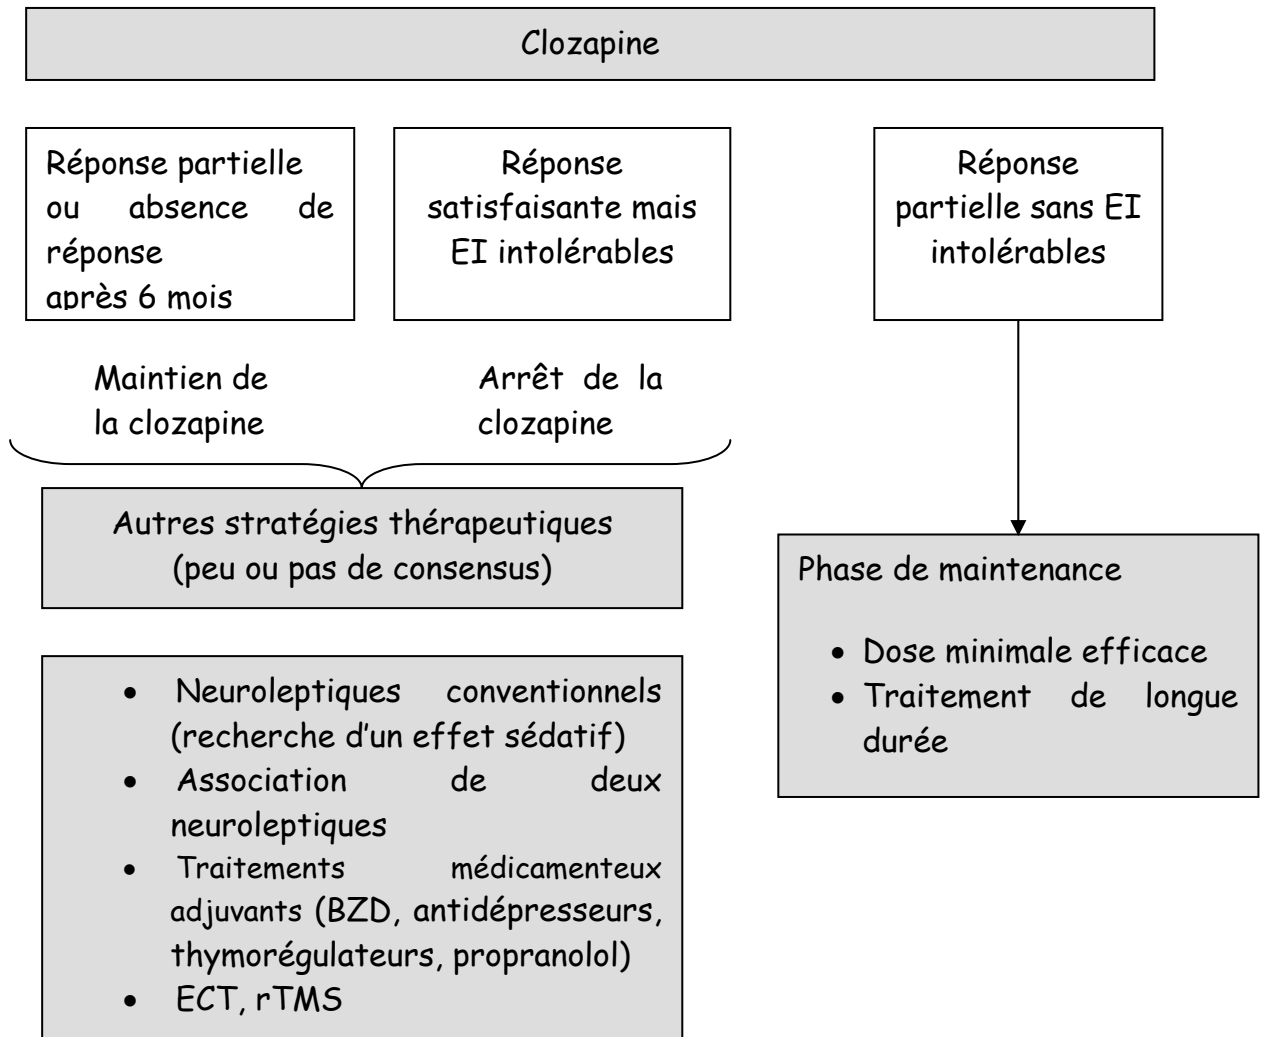 Clozapine
Réponse partielle
ou absence de
réponse
après 6 mois
Réponse
satisfaisante mais
EI intolérables
Réponse
partielle sans EI
intolérables
Maintien de
la clozapine
Arrêt de la
clozapine
Autres stratégies thérapeutiques
(peu ou pas de consensus)
Phase de maintenance
• Dose minimale efficace
• Traitement de longue
durée
• Neuroleptiques conventionnels
(recherche d'un effet sédatif)
• Association de deux
neuroleptiques
• Traitements médicamenteux
adjuvants (BZD, antidépresseurs,
thymorégulateurs, propranolol)
• ECT, rTMS